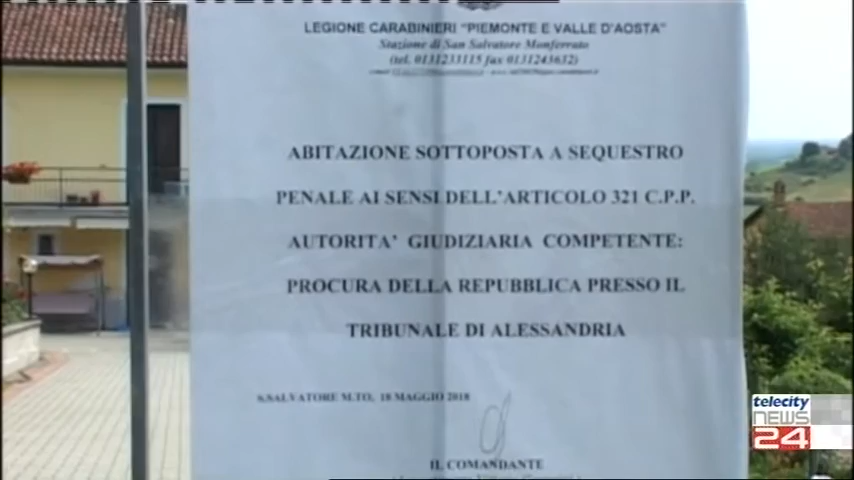 LEGIONE CARABINIERI "PIEMONTE E VALLE D'AOSTA"
Stazione di San Salvatore Monferrato
(tel. 0131233115 fax 0131243632)
ABITAZIONE SOTTOPOSTA A SEQUESTRO
PENALE AI SENSI DELL'ARTICOLO 321 C.P.P.
AUTORITA' GIUDIZIARIA COMPETENTE:
PROCURA DELLA REPUBBLICA PRESSO IL
TRIBUNALE DI ALESSANDRIA
S.SALVATORE M.TO, 18 MAGGIO 2018
IL COMANDANTE
telecity
NEWS
24